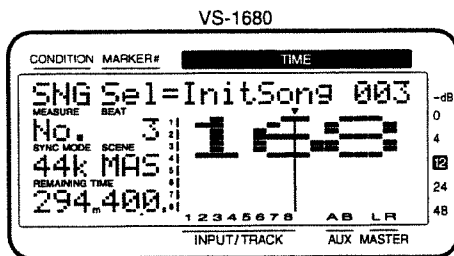 VS-1680
CONDITION MARKER# TIME
SNG Sel=InitSong 003
MEASURE BEAT
No. 3
SYNC MODE SCENE
44k MAS
REMAINING TIME
294m400.
1 2 3 4 5 6 7 8 A B L R
INPUT/TRACK AUX MASTER
-dB
0
4
12
24
48